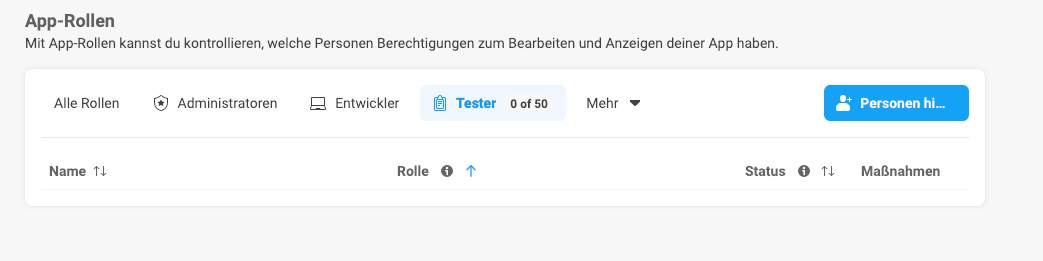 App-Rollen
Mit App-Rollen kannst du kontrollieren, welche Personen Berechtigungen zum Bearbeiten und Anzeigen deiner App haben.
Alle Rollen Administratoren Entwickler Tester 0 of 50 Mehr Personen hi...
Name Rolle Status Maßnahmen